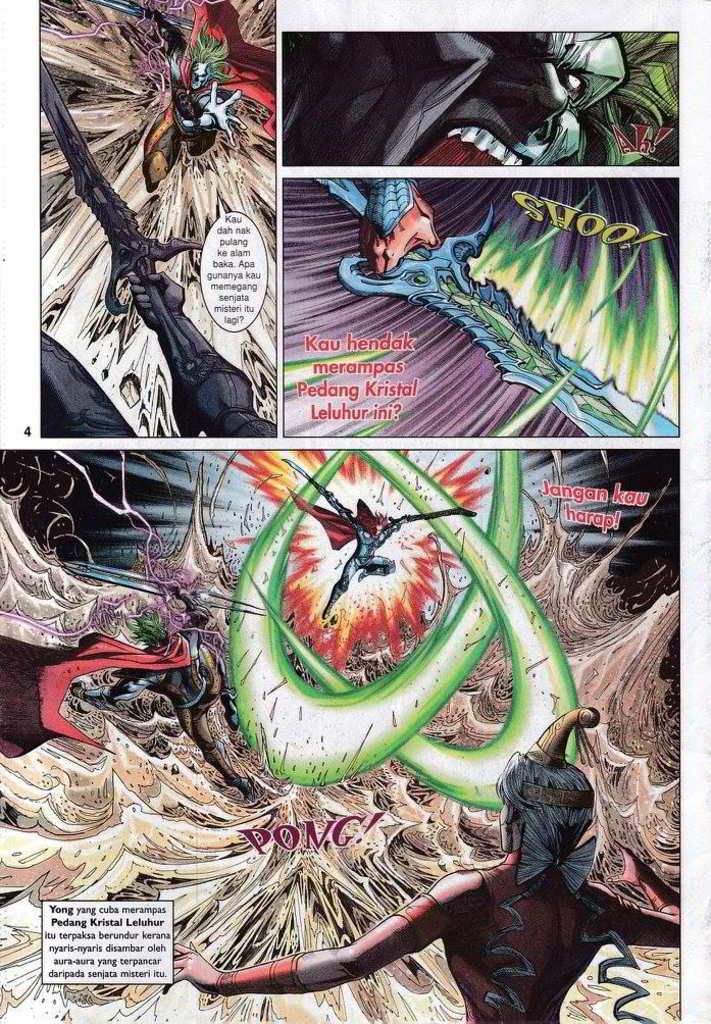 Ah!
Kau
dah nak
pulang
ke alam
baka. Apa
gunanya kau
memegang
senjata
misteri itu
lagi?
SHOO!
Kau hendak
merampas
Pedang Kristal
Leluhur ini?
4
Jangan kau
harap!
PONG!
Yong yang cuba merampas
Pedang Kristal Leluhur
itu terpaksa berundur kerana
nyaris-nyaris disambar oleh
aura-aura yang terpancar
daripada senjata misteri itu.